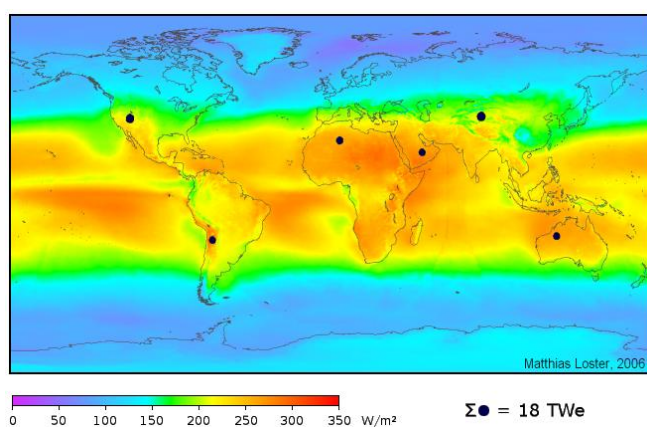 Matthias Loster, 2006
0 50 100 150 200 250 300 350 W/m²
Σ● = 18 TWe